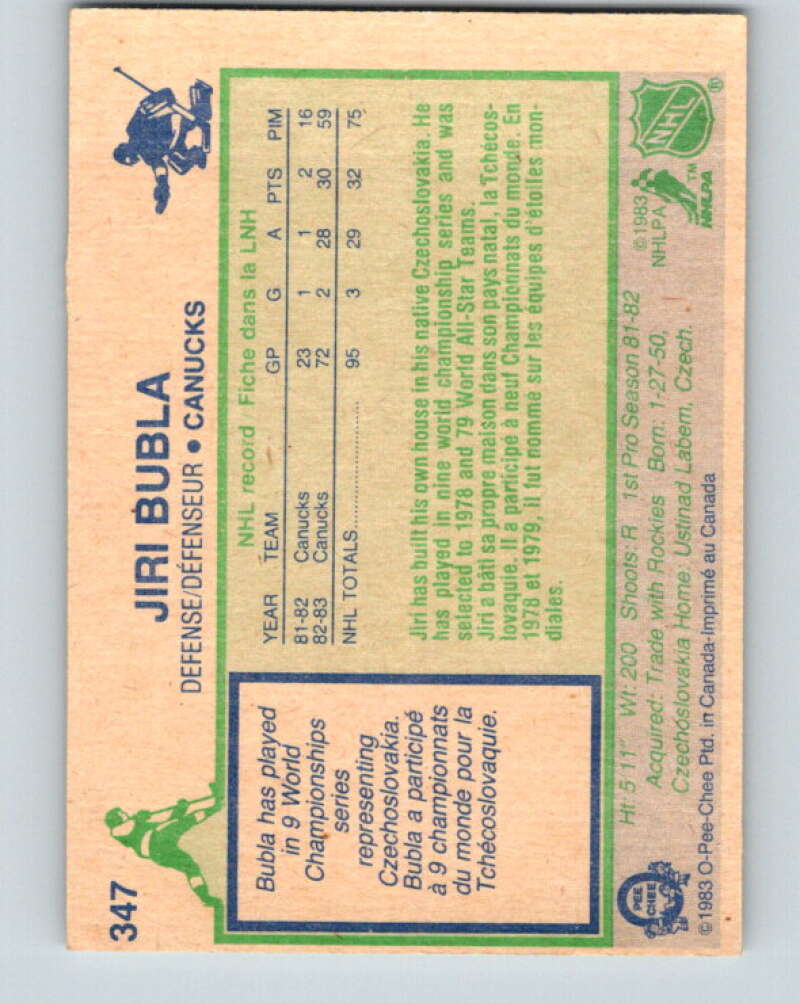 347
JIRI BUBLA
DEFENSE/DÉFENSEUR • CANUCKS
Bubla has played
in 9 World
Championships
series
representing
Czechoslovakia.
Bubla a participé
à 9 championnats
du monde pour la
Tchécoslovaquie.
NHL record / Fiche dans la LNH
YEAR TEAM GP G A PTS PIM
81-82 Canucks 23 1 1 2 16
82-83 Canucks 72 2 28 30 59
NHL TOTALS 95 3 29 32 75
Jiri has built his own house in his native Czechoslovakia. He
has played in nine world championship series and was
selected to 1978 and 79 World All-Star Teams.
Jiri a bâti sa propre maison dans son pays natal, la Tchécos-
lovaquie. Il a participé à neuf Championnats du monde. En
1978 et 1979, il fut nommé sur les équipes d'étoiles mon-
diales.
Ht: 5'11" Wt: 200 Shoots: R 1st Pro Season 81-82
Acquired: Trade with Rockies Born: 1-27-50,
Czechoslovakia Home: Ustinad Labem, Czech.
©1983 O-Pee-Chee Ptd. in Canada-Imprimé au Canada
O PEE CHEE
©1983
NHLPA
NHLPA TM
NHL ®